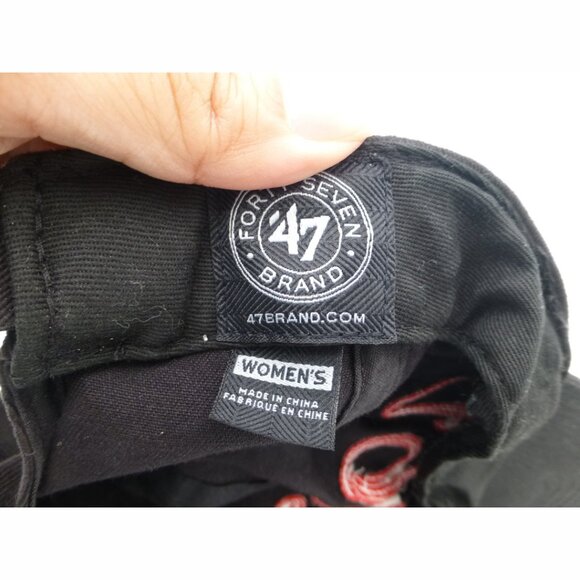 FORTY SEVEN
'47
BRAND
47BRAND.COM
WOMEN'S
MADE IN CHINA
FABRIQUE EN CHINE